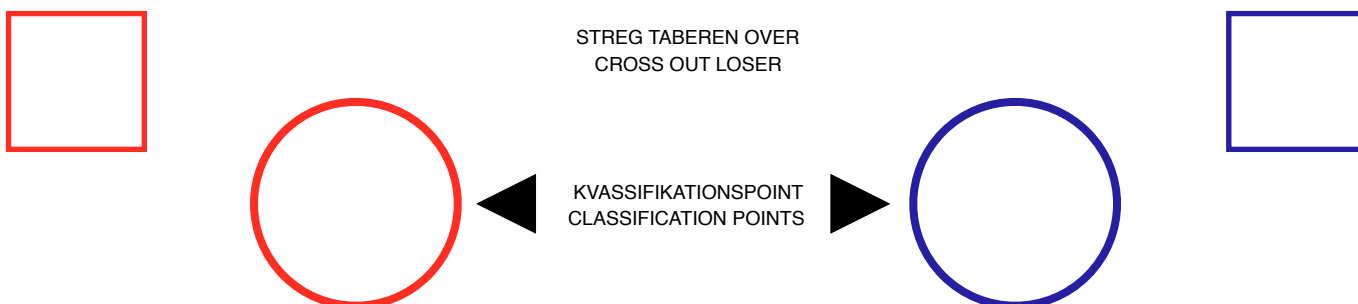 STREG TABEREN OVER
CROSS OUT LOSER
KVASSIFIKATIONSPOINT
CLASSIFICATION POINTS